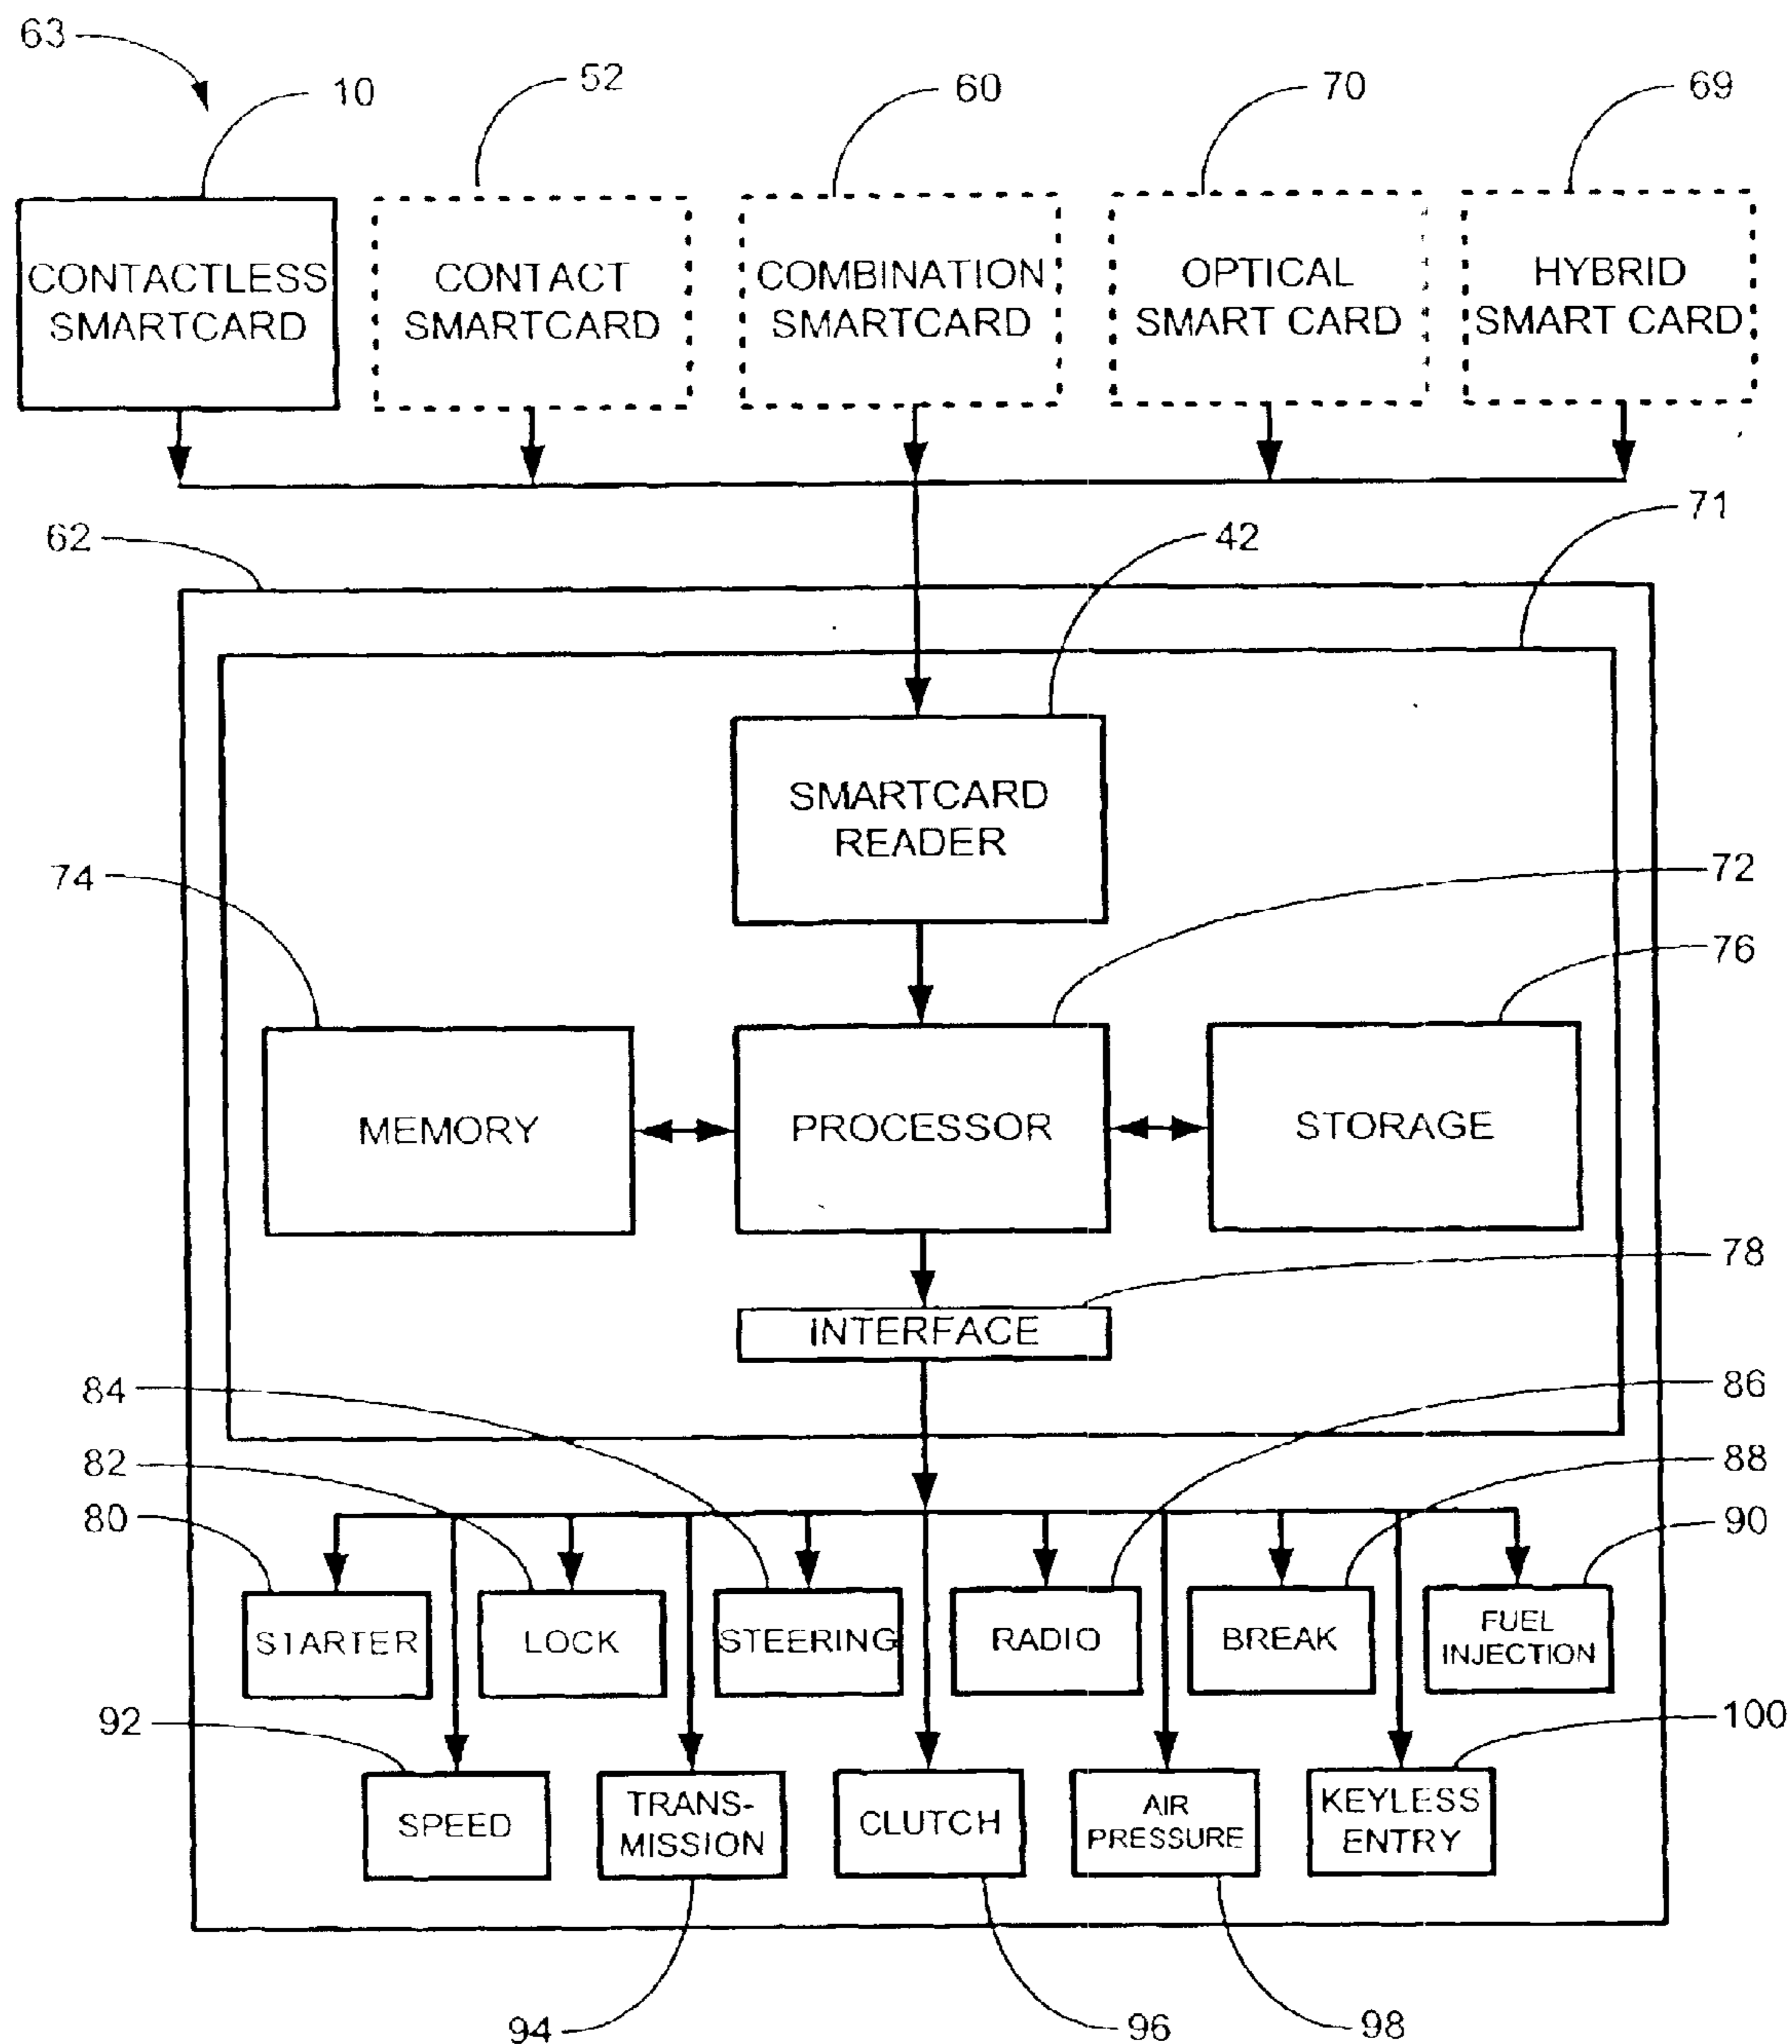 63
10
52
60
70
69
CONTACTLESS
SMARTCARD
CONTACT
SMARTCARD
COMBINATION
SMARTCARD
OPTICAL
SMART CARD
HYBRID
SMART CARD
62
42
71
SMARTCARD
READER
74
72
76
MEMORY
PROCESSOR
STORAGE
78
INTERFACE
84
86
82
88
80
90
STARTER
LOCK
STEERING
RADIO
BREAK
FUEL
INJECTION
92
100
SPEED
TRANS-
MISSION
CLUTCH
AIR
PRESSURE
KEYLESS
ENTRY
94
96
98